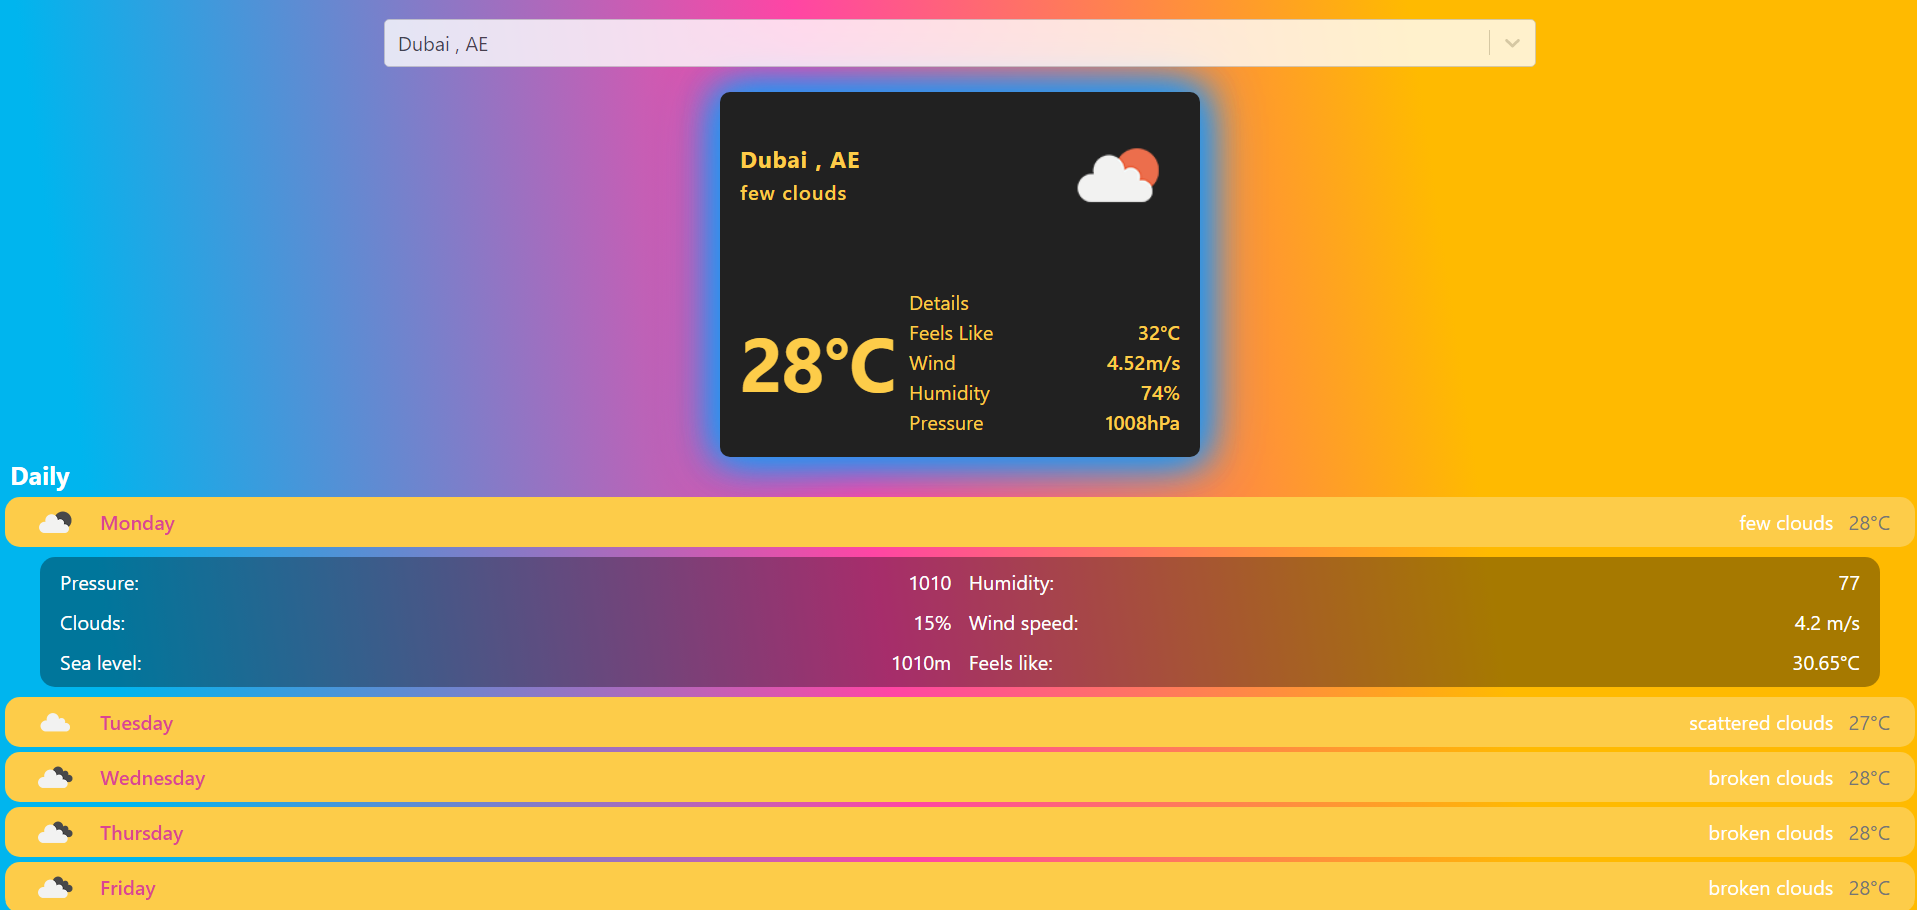 Dubai , AE
Dubai , AE
few clouds
28°C
Details
Feels Like 32°C
Wind 4.52m/s
Humidity 74%
Pressure 1008hPa
Daily
Monday few clouds 28°C
Pressure: 1010 Humidity: 77
Clouds: 15% Wind speed: 4.2 m/s
Sea level: 1010m Feels like: 30.65°C
Tuesday scattered clouds 27°C
Wednesday broken clouds 28°C
Thursday broken clouds 28°C
Friday broken clouds 28°C